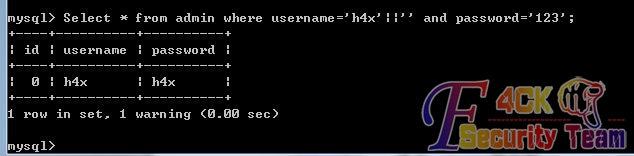 mysql> Select * from admin where username='h4x'||'' and password='123';
+----+----------+----------+
| id | username | password |
+----+----------+----------+
|  0 | h4x      | h4x      |
+----+----------+----------+
1 row in set, 1 warning (0.00 sec)
mysql>
F4CK
Security Team